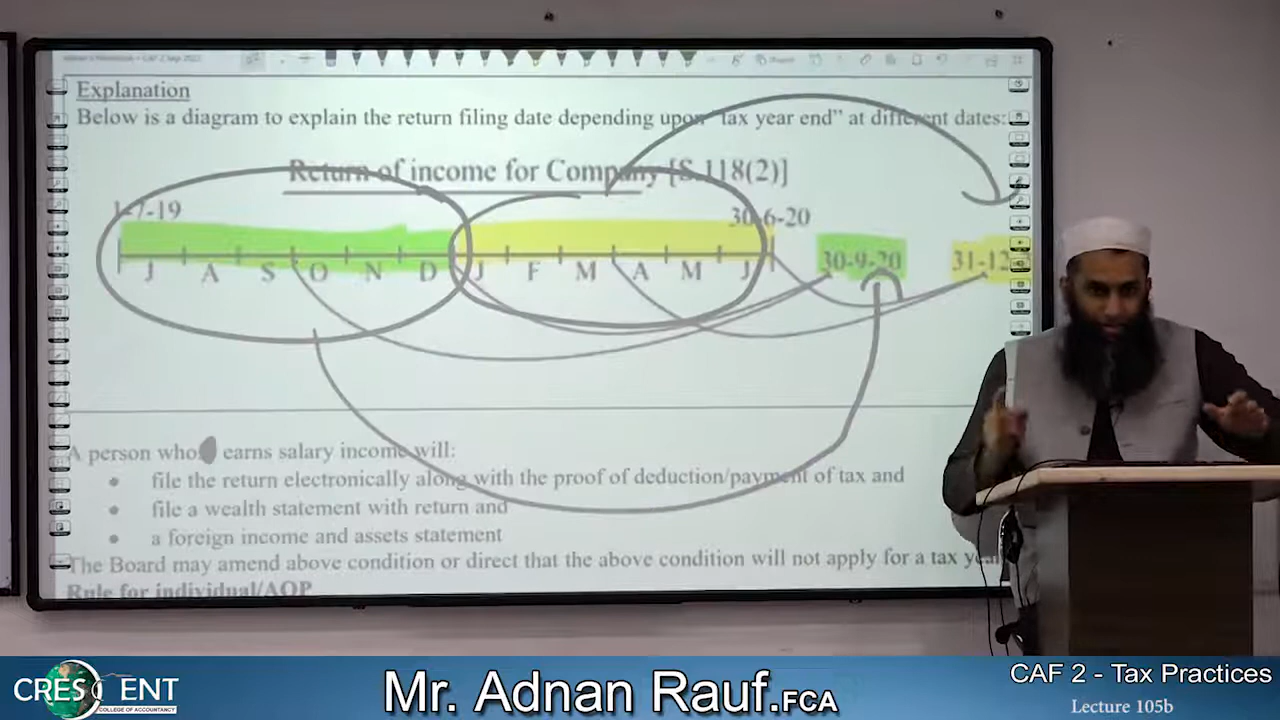 Explanation
Below is a diagram to explain the return filing date depending upon "tax year end" at different dates:
Return of income for Company [S.118(2)]
1-7-19
30-6-20
J A S O N D J F M A M J
30-9-20
31-12
A person who earns salary income will:
• file the return electronically along with the proof of deduction/payment of tax and
• file a wealth statement with return and
• a foreign income and assets statement
The Board may amend above condition or direct that the above condition will not apply for a tax year
Rule for individual/AOP
CRESCENT
COLLEGE OF ACCOUNTANCY
Mr. Adnan Rauf.FCA
CAF 2 - Tax Practices
Lecture 105b